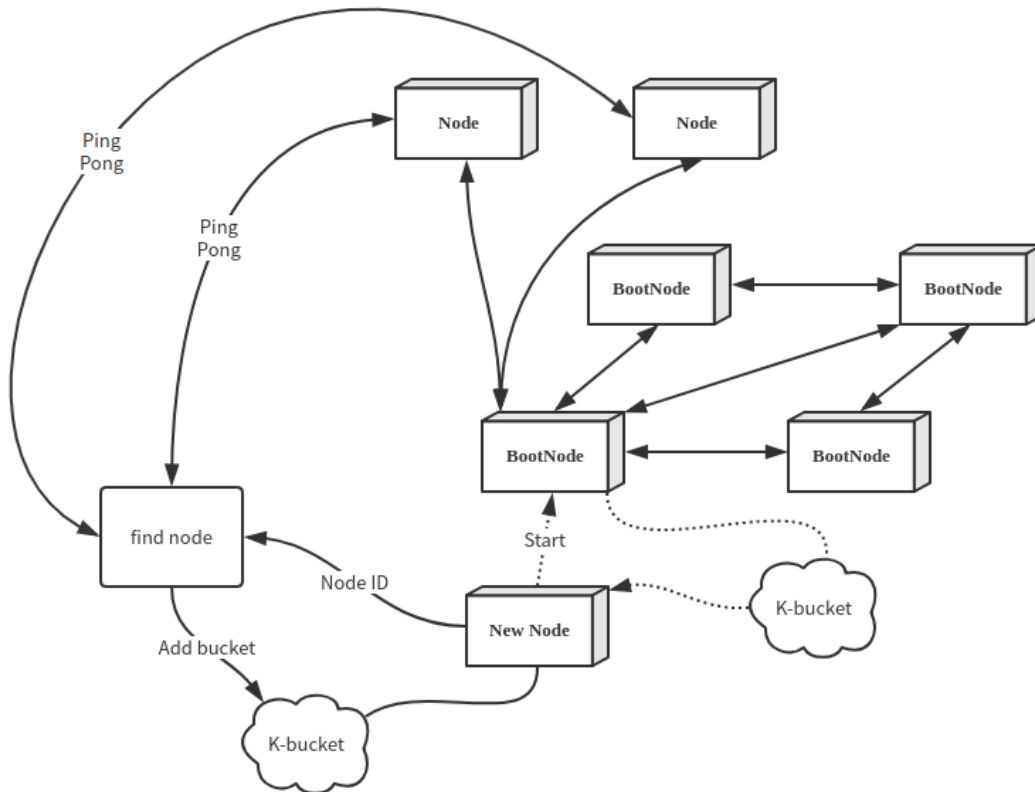 Node
Node
Ping
Pong
Ping
Pong
BootNode
BootNode
BootNode
BootNode
find node
Start
Node ID
K-bucket
New Node
Add bucket
K-bucket